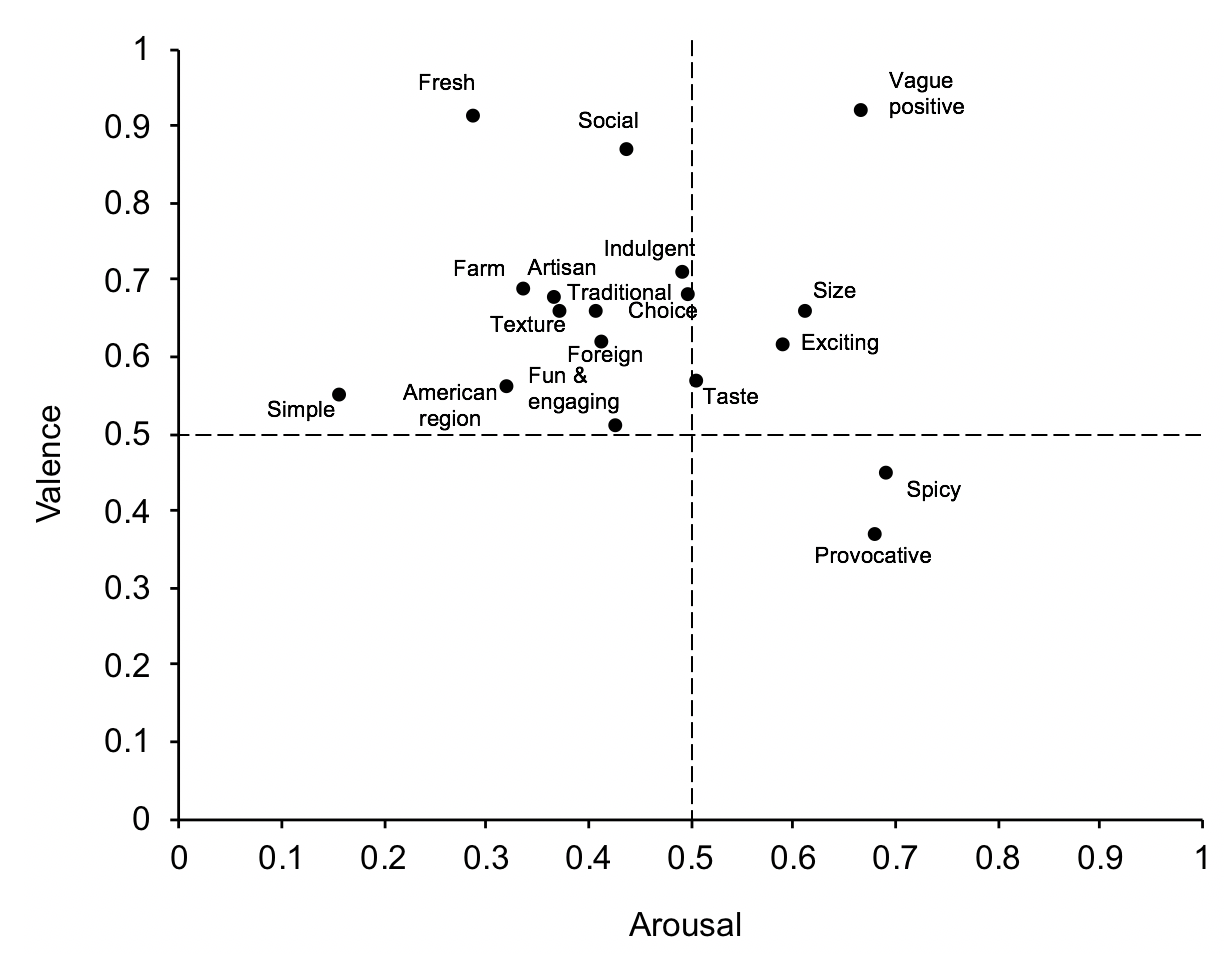 1
0.9
0.8
0.7
0.6
0.5
0.4
0.3
0.2
0.1
0
Valence
Fresh
Social
Vague
positive
Indulgent
Farm
Artisan
Traditional
Size
Choice
Texture
Exciting
Foreign
Fun &
engaging
American
region
Taste
Simple
Spicy
Provocative
0
0.1
0.2
0.3
0.4
0.5
0.6
0.7
0.8
0.9
1
Arousal